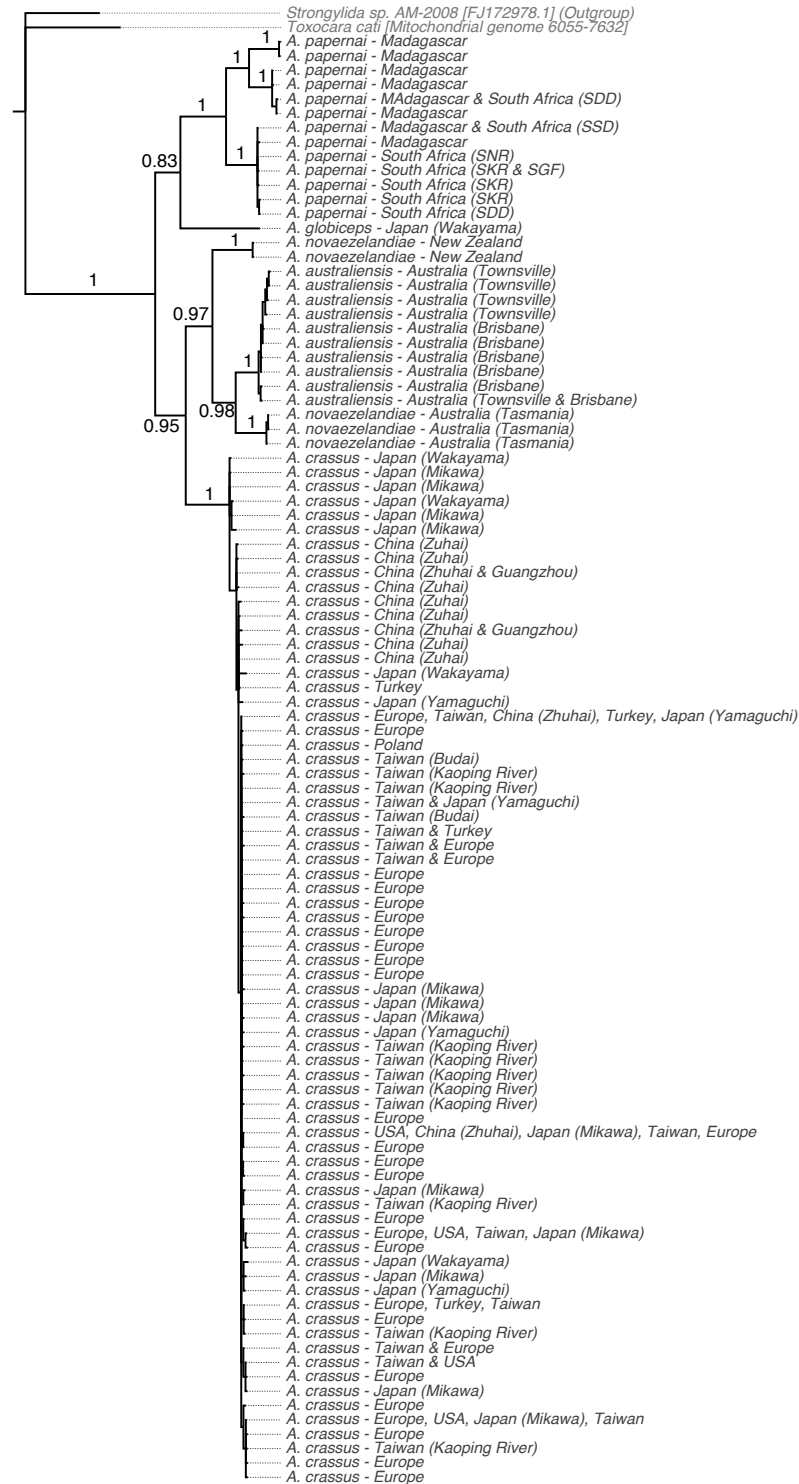 Strongylida sp. AM-2008 [FJ172978.1] (Outgroup)
Toxocara cati [Mitochondrial genome 6055-7632]
1
A. papernai - Madagascar
1
A. papernai - Madagascar
A. papernai - Madagascar
1
A. papernai - Madagascar
A. papernai - MAdagascar & South Africa (SDD)
1
A. papernai - Madagascar
A. papernai - Madagascar & South Africa (SSD)
A. papernai - Madagascar
1
A. papernai - South Africa (SNR)
0.83
A. papernai - South Africa (SKR & SGF)
A. papernai - South Africa (SKR)
A. papernai - South Africa (SKR)
A. papernai - South Africa (SDD)
A. globiceps - Japan (Wakayama)
1
A. novaezelandiae - New Zealand
A. novaezelandiae - New Zealand
A. australiensis - Australia (Townsville)
1
A. australiensis - Australia (Townsville)
A. australiensis - Australia (Townsville)
0.97
A. australiensis - Australia (Townsville)
A. australiensis - Australia (Brisbane)
A. australiensis - Australia (Brisbane)
1
A. australiensis - Australia (Brisbane)
A. australiensis - Australia (Brisbane)
A. australiensis - Australia (Brisbane)
A. australiensis - Australia (Townsville & Brisbane)
0.98
A. novaezelandiae - Australia (Tasmania)
1
0.95
A. novaezelandiae - Australia (Tasmania)
A. novaezelandiae - Australia (Tasmania)
A. crassus - Japan (Wakayama)
A. crassus - Japan (Mikawa)
1
A. crassus - Japan (Mikawa)
A. crassus - Japan (Wakayama)
A. crassus - Japan (Mikawa)
A. crassus - Japan (Mikawa)
A. crassus - China (Zuhai)
A. crassus - China (Zuhai)
A. crassus - China (Zhuhai & Guangzhou)
A. crassus - China (Zuhai)
A. crassus - China (Zuhai)
A. crassus - China (Zuhai)
A. crassus - China (Zhuhai & Guangzhou)
A. crassus - China (Zuhai)
A. crassus - China (Zuhai)
A. crassus - Japan (Wakayama)
A. crassus - Turkey
A. crassus - Japan (Yamaguchi)
A. crassus - Europe, Taiwan, China (Zhuhai), Turkey, Japan (Yamaguchi)
A. crassus - Europe
A. crassus - Poland
A. crassus - Taiwan (Budai)
A. crassus - Taiwan (Kaoping River)
A. crassus - Taiwan (Kaoping River)
A. crassus - Taiwan & Japan (Yamaguchi)
A. crassus - Taiwan (Budai)
A. crassus - Taiwan & Turkey
A. crassus - Taiwan & Europe
A. crassus - Taiwan & Europe
A. crassus - Europe
A. crassus - Europe
A. crassus - Europe
A. crassus - Europe
A. crassus - Europe
A. crassus - Europe
A. crassus - Europe
A. crassus - Europe
A. crassus - Japan (Mikawa)
A. crassus - Japan (Mikawa)
A. crassus - Japan (Mikawa)
A. crassus - Japan (Yamaguchi)
A. crassus - Taiwan (Kaoping River)
A. crassus - Taiwan (Kaoping River)
A. crassus - Taiwan (Kaoping River)
A. crassus - Taiwan (Kaoping River)
A. crassus - Taiwan (Kaoping River)
A. crassus - Europe
A. crassus - USA, China (Zhuhai), Japan (Mikawa), Taiwan, Europe
A. crassus - Europe
A. crassus - Europe
A. crassus - Europe
A. crassus - Japan (Mikawa)
A. crassus - Taiwan (Kaoping River)
A. crassus - Europe
A. crassus - Europe, USA, Taiwan, Japan (Mikawa)
A. crassus - Europe
A. crassus - Japan (Wakayama)
A. crassus - Japan (Mikawa)
A. crassus - Japan (Yamaguchi)
A. crassus - Europe, Turkey, Taiwan
A. crassus - Europe
A. crassus - Taiwan (Kaoping River)
A. crassus - Taiwan & Europe
A. crassus - Taiwan & USA
A. crassus - Europe
A. crassus - Japan (Mikawa)
A. crassus - Europe
A. crassus - Europe, USA, Japan (Mikawa), Taiwan
A. crassus - Europe
A. crassus - Taiwan (Kaoping River)
A. crassus - Europe
A. crassus - Europe